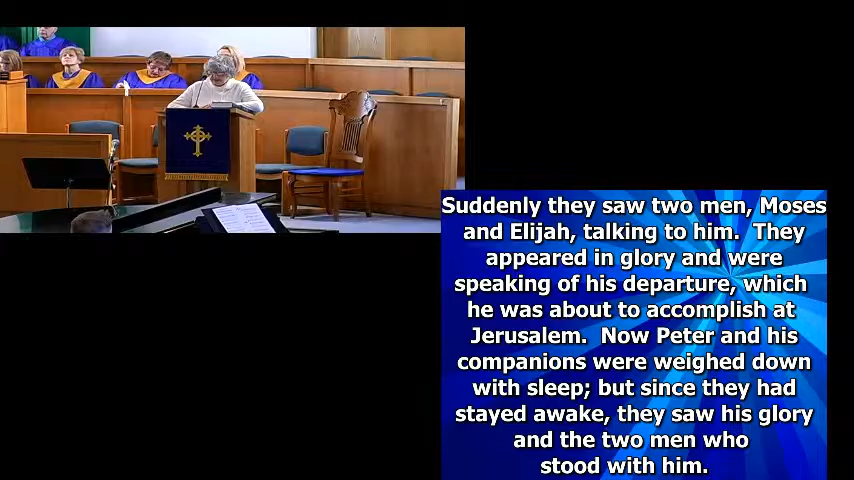 Suddenly they saw two men, Moses
and Elijah, talking to him.  They
appeared in glory and were
speaking of his departure, which
he was about to accomplish at
Jerusalem.  Now Peter and his
companions were weighed down
with sleep; but since they had
stayed awake, they saw his glory
and the two men who
stood with him.